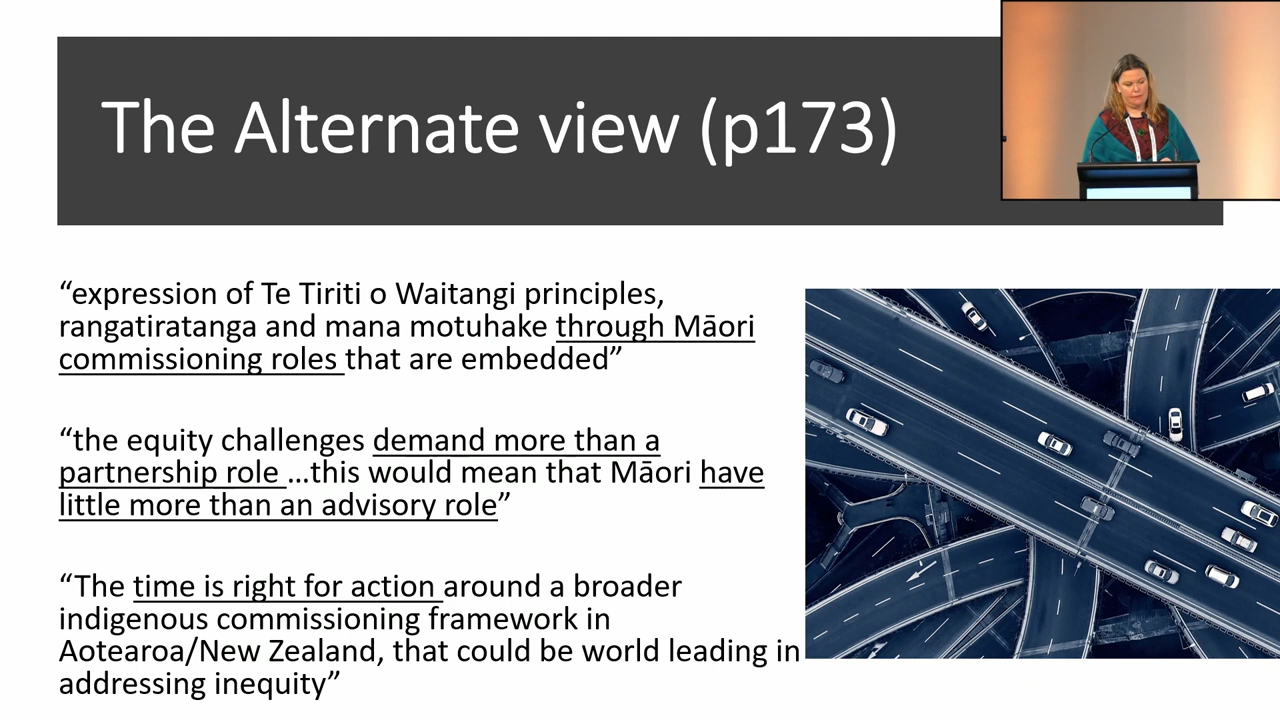 The Alternate view (p173)
“expression of Te Tiriti o Waitangi principles,
rangatiratanga and mana motuhake through Māori
commissioning roles that are embedded”
“the equity challenges demand more than a
partnership role …this would mean that Māori have
little more than an advisory role”
“The time is right for action around a broader
indigenous commissioning framework in
Aotearoa/New Zealand, that could be world leading in
addressing inequity”